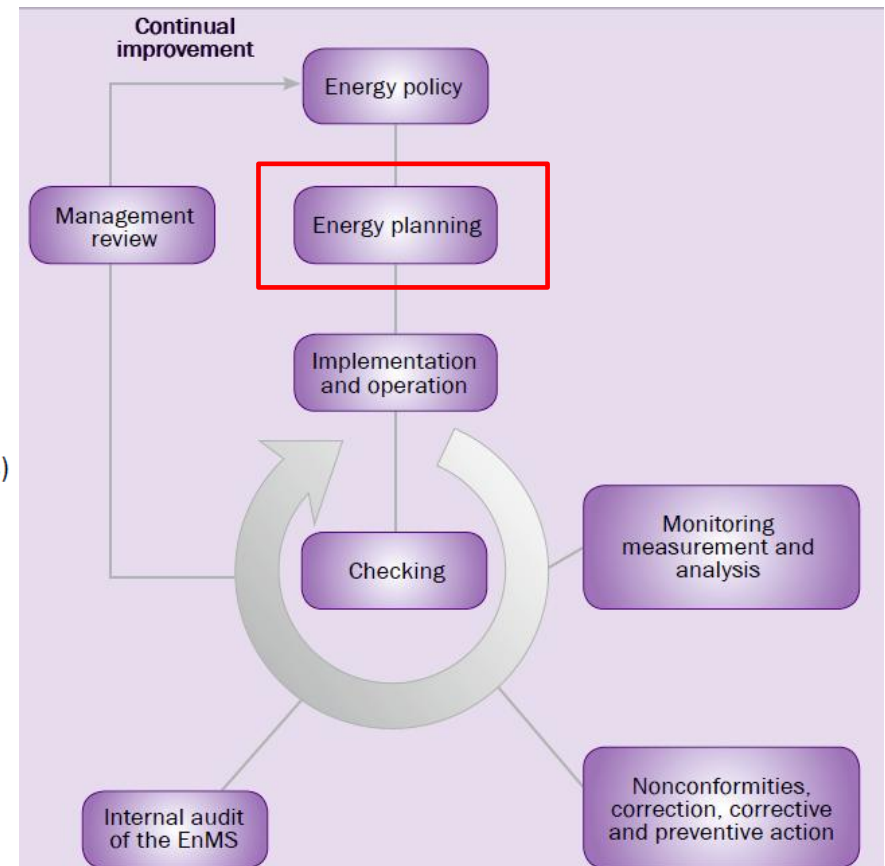 Continual
improvement
Energy policy
Management
review
Energy planning
Implementation
and operation
)
Checking
Monitoring
measurement and
analysis
Internal audit
of the EnMS
Nonconformities,
correction, corrective
and preventive action